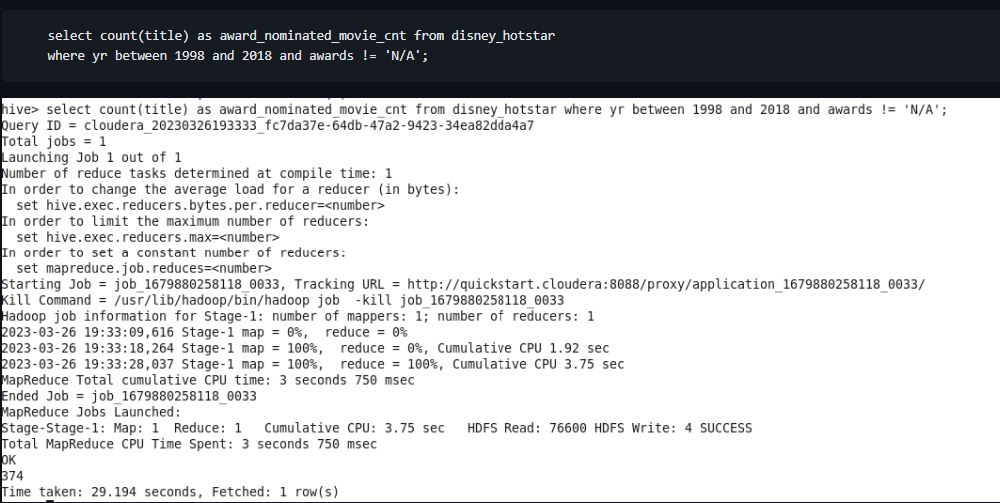 select count(title) as award_nominated_movie_cnt from disney_hotstar
where yr between 1998 and 2018 and awards != 'N/A';
hive> select count(title) as award_nominated_movie_cnt from disney_hotstar where yr between 1998 and 2018 and awards != 'N/A';
Query ID = cloudera_20230326193333_fc7da37e-64db-47a2-9423-34ea82dda4a7
Total jobs = 1
Launching Job 1 out of 1
Number of reduce tasks determined at compile time: 1
In order to change the average load for a reducer (in bytes):
  set hive.exec.reducers.bytes.per.reducer=<number>
In order to limit the maximum number of reducers:
  set hive.exec.reducers.max=<number>
In order to set a constant number of reducers:
  set mapreduce.job.reduces=<number>
Starting Job = job_1679880258118_0033, Tracking URL = http://quickstart.cloudera:8088/proxy/application_1679880258118_0033/
Kill Command = /usr/lib/hadoop/bin/hadoop job  -kill job_1679880258118_0033
Hadoop job information for Stage-1: number of mappers: 1; number of reducers: 1
2023-03-26 19:33:09,616 Stage-1 map = 0%,  reduce = 0%
2023-03-26 19:33:18,264 Stage-1 map = 100%,  reduce = 0%, Cumulative CPU 1.92 sec
2023-03-26 19:33:28,037 Stage-1 map = 100%,  reduce = 100%, Cumulative CPU 3.75 sec
MapReduce Total cumulative CPU time: 3 seconds 750 msec
Ended Job = job_1679880258118_0033
MapReduce Jobs Launched:
Stage-Stage-1: Map: 1  Reduce: 1   Cumulative CPU: 3.75 sec   HDFS Read: 76600 HDFS Write: 4 SUCCESS
Total MapReduce CPU Time Spent: 3 seconds 750 msec
OK
374
Time taken: 29.194 seconds, Fetched: 1 row(s)